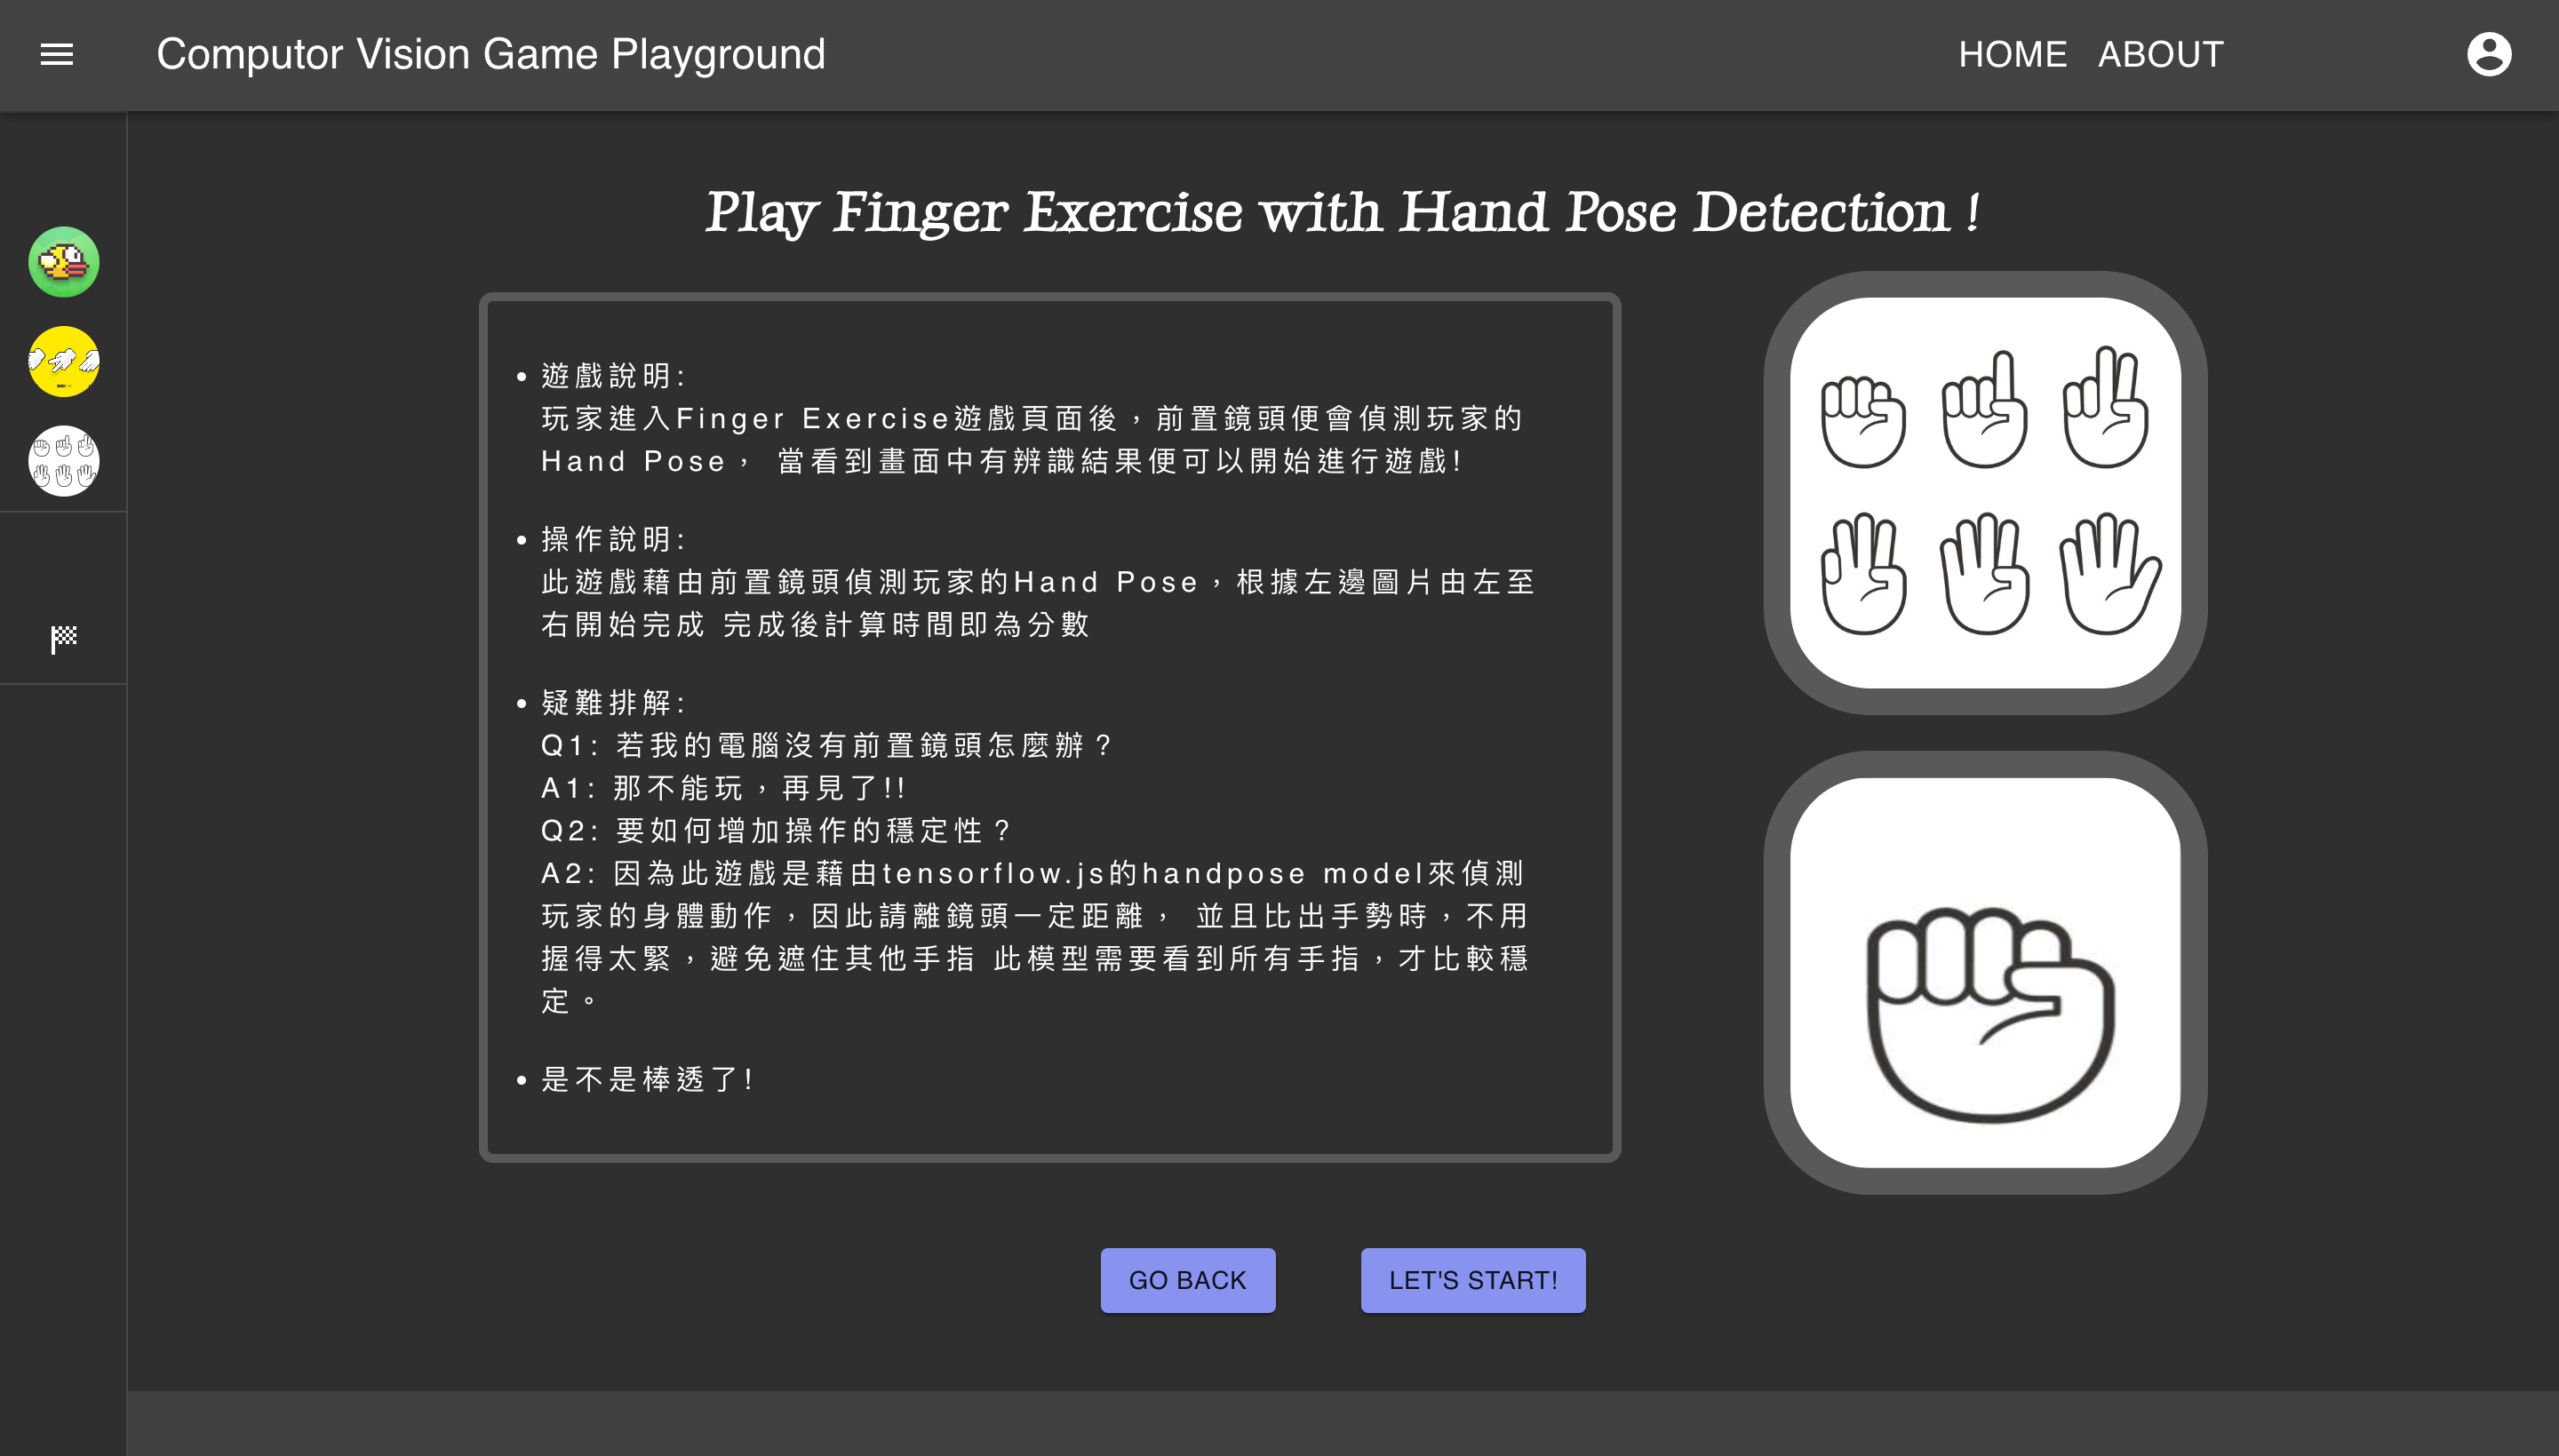 Computor Vision Game Playground
HOME ABOUT
Play Finger Exercise with Hand Pose Detection !
• 遊戲說明:
玩家進入Finger Exercise遊戲頁面後，前置鏡頭便會偵測玩家的
Hand Pose， 當看到畫面中有辨識結果便可以開始進行遊戲!
• 操作說明:
此遊戲藉由前置鏡頭偵測玩家的Hand Pose，根據左邊圖片由左至
右開始完成 完成後計算時間即為分數
• 疑難排解:
Q1: 若我的電腦沒有前置鏡頭怎麼辦？
A1: 那不能玩，再見了!!
Q2: 要如何增加操作的穩定性？
A2: 因為此遊戲是藉由tensorflow.js的handpose model來偵測
玩家的身體動作，因此請離鏡頭一定距離， 並且比出手勢時，不用
握得太緊，避免遮住其他手指 此模型需要看到所有手指，才比較穩
定。
• 是不是棒透了!
GO BACK
LET'S START!